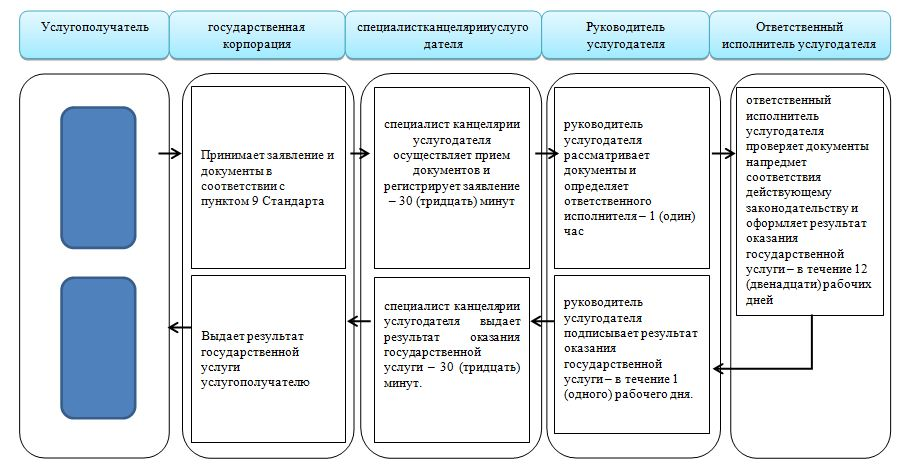 Услугополучатель
государственная
корпорация
специалистканцелярииуслуго
дателя
Руководитель
услугодателя
Ответственный
исполнитель услугодателя
Принимает заявление и
документы в
соответствии с
пунктом 9 Стандарта
специалист канцелярии
услугодателя
осуществляет прием
документов и
регистрирует заявление
– 30 (тридцать) минут
руководитель
услугодателя
рассматривает
документы и
определяет
ответственного
исполнителя – 1 (один)
час
ответственный
исполнитель
услугодателя
проверяет документы
напредмет
соответствия
действующему
законодательству и
оформляет результат
оказания
государственной
услуги – в течение 12
(двенадцати) рабочих
дней
Выдает результат
государственной
услуги
услугополучателю
специалист канцелярии
услугодателя выдает
результат оказания
государственной
услуги – 30 (тридцать)
минут.
руководитель
услугодателя
подписывает результат
оказания
государственной
услуги – в течение 1
(одного) рабочего дня.